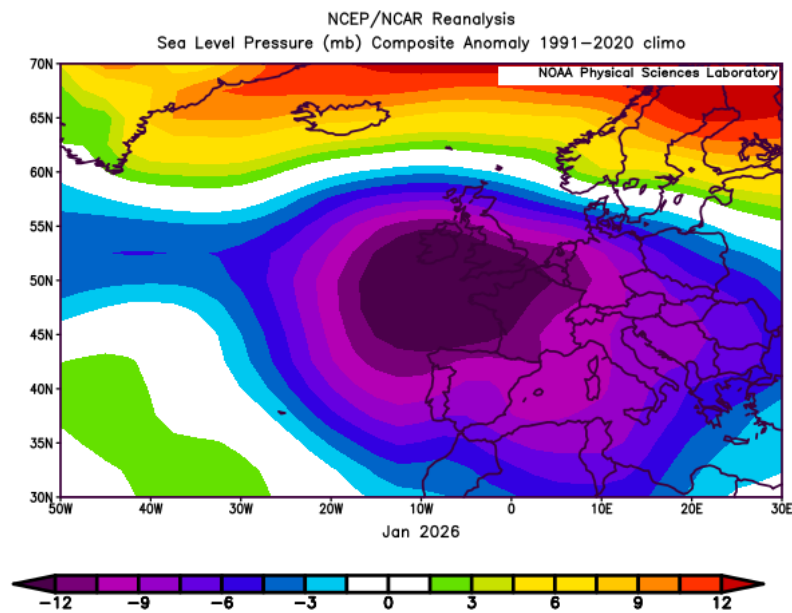 NCEP/NCAR Reanalysis
Sea Level Pressure (mb) Composite Anomaly 1991−2020 climo
NOAA Physical Sciences Laboratory
70N
65N
60N
55N
50N
45N
40N
35N
30N
50W 40W 30W 20W 10W 0 10E 20E 30E
Jan 2026
−12 −9 −6 −3 0 3 6 9 12